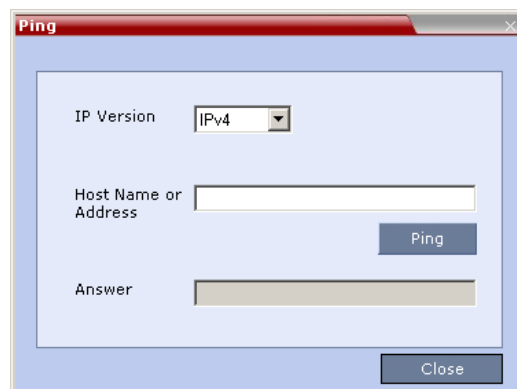 Ping
IP Version
IPv4
Host Name or
Address
Ping
Answer
Close